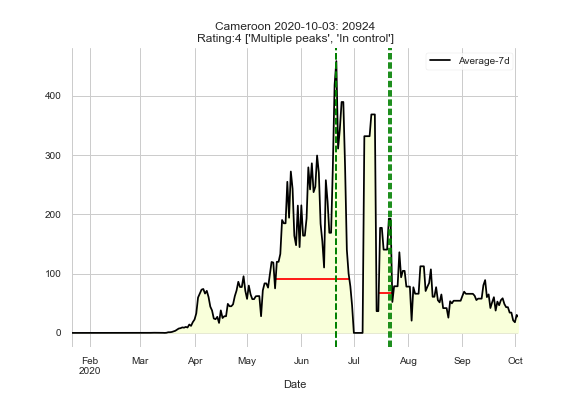 Cameroon 2020-10-03: 20924
Rating:4 ['Multiple peaks', 'In control']
Average-7d
400
300
200
100
0
Feb Mar Apr May Jun Jul Aug Sep Oct
2020
Date